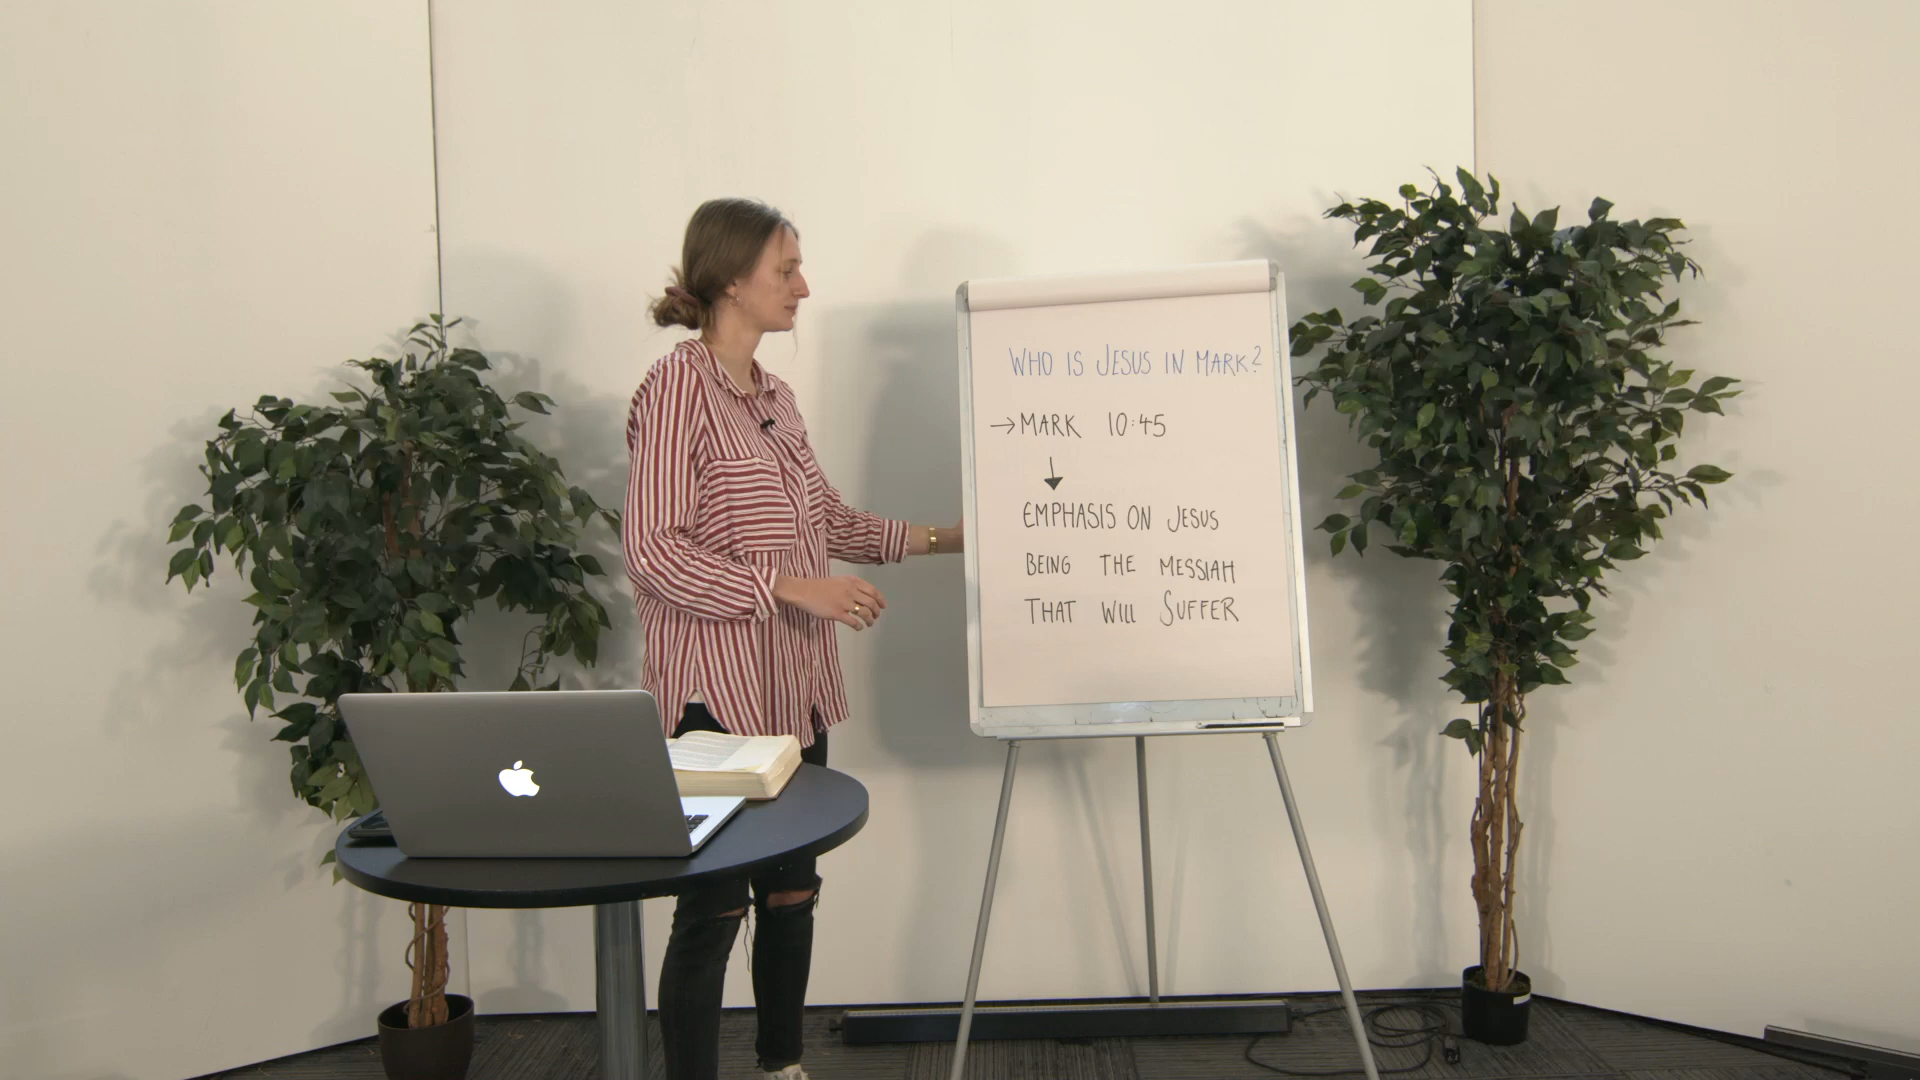 WHO IS JESUS IN MARK?
→MARK 10:45
↓
EMPHASIS ON JESUS
BEING THE MESSIAH
THAT WILL SUFFER